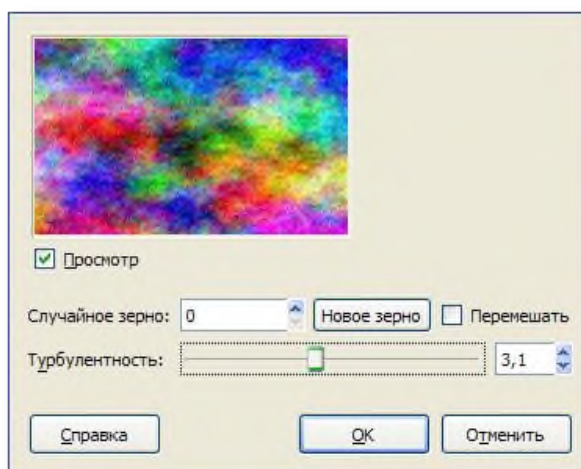 Просмотр
Случайное зерно: 0 Новое зерно Перемешать
Турбулентность: 3,1
Справка OK Отменить